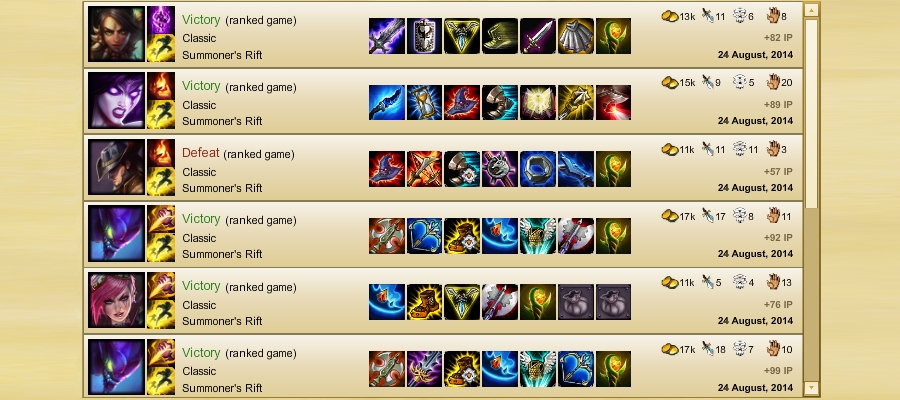 Victory (ranked game)
13k 11 6 8
Classic
+82 IP
Summoner's Rift
24 August, 2014
Victory (ranked game)
15k 9 5 20
Classic
+89 IP
Summoner's Rift
24 August, 2014
Defeat (ranked game)
11k 11 11 3
Classic
+57 IP
Summoner's Rift
24 August, 2014
Victory (ranked game)
17k 17 8 11
Classic
+92 IP
Summoner's Rift
24 August, 2014
Victory (ranked game)
11k 5 4 13
Classic
+76 IP
Summoner's Rift
24 August, 2014
Victory (ranked game)
17k 18 7 10
Classic
+99 IP
Summoner's Rift
24 August, 2014